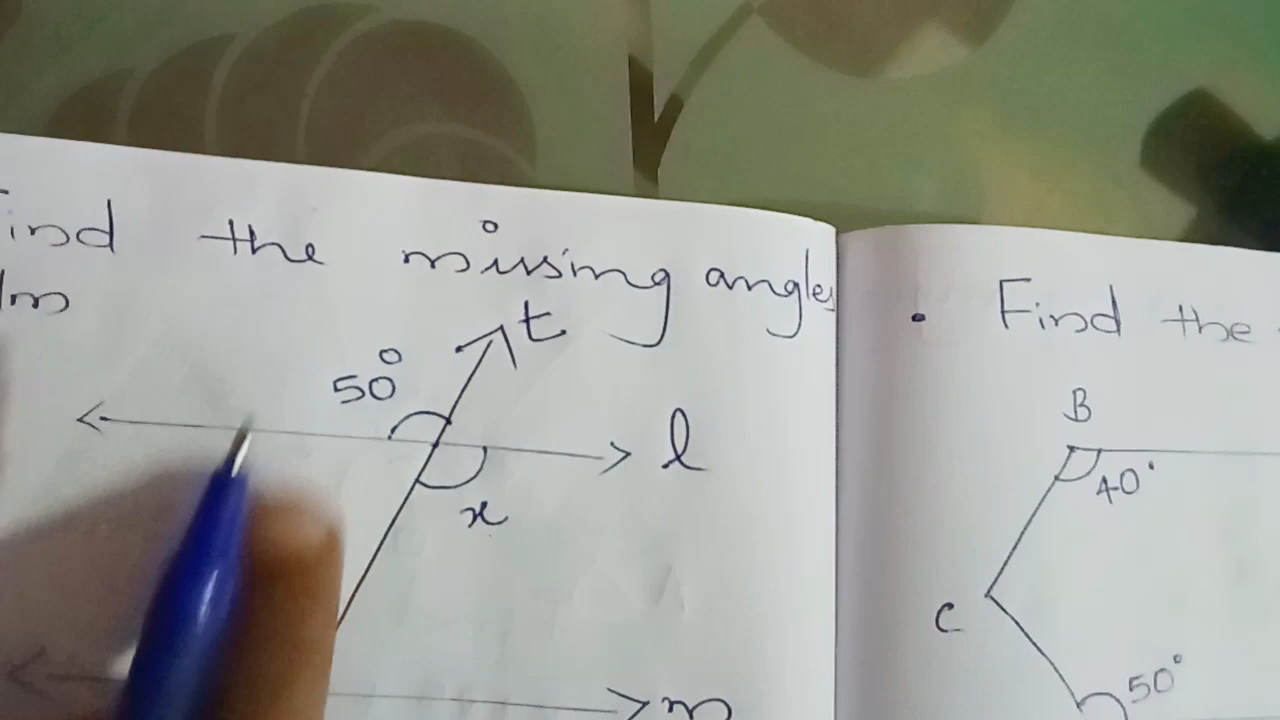 ind the missing angles
lm
t
50°
l
x
m
. Find the
B
40°
C
50°